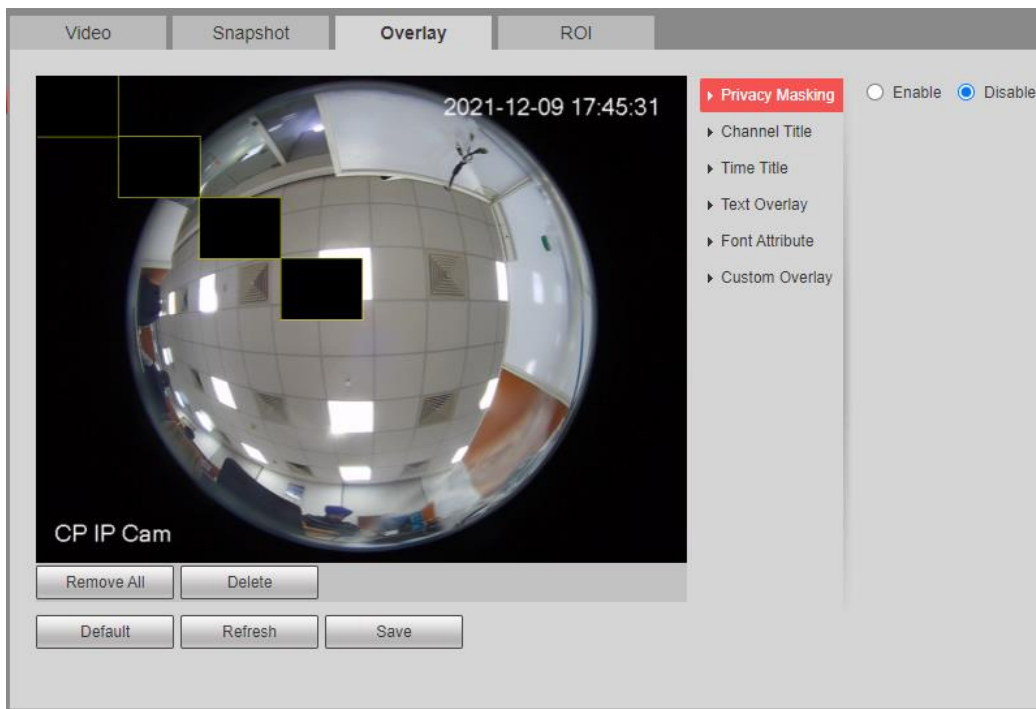 Video
Snapshot
Overlay
ROI
2021-12-09 17:45:31
CP IP Cam
Privacy Masking
Channel Title
Time Title
Text Overlay
Font Attribute
Custom Overlay
Enable
Disable
Remove All
Delete
Default
Refresh
Save